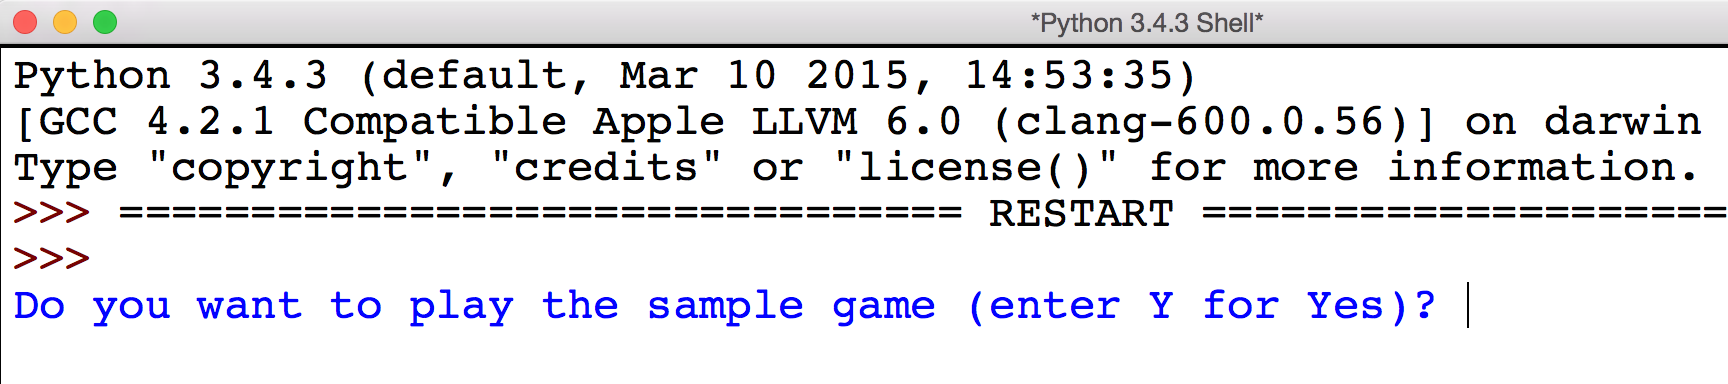 *Python 3.4.3 Shell*
Python 3.4.3 (default, Mar 10 2015, 14:53:35)
[GCC 4.2.1 Compatible Apple LLVM 6.0 (clang-600.0.56)] on darwin
Type "copyright", "credits" or "license()" for more information.
>>> ================================ RESTART ====================
>>>
Do you want to play the sample game (enter Y for Yes)?